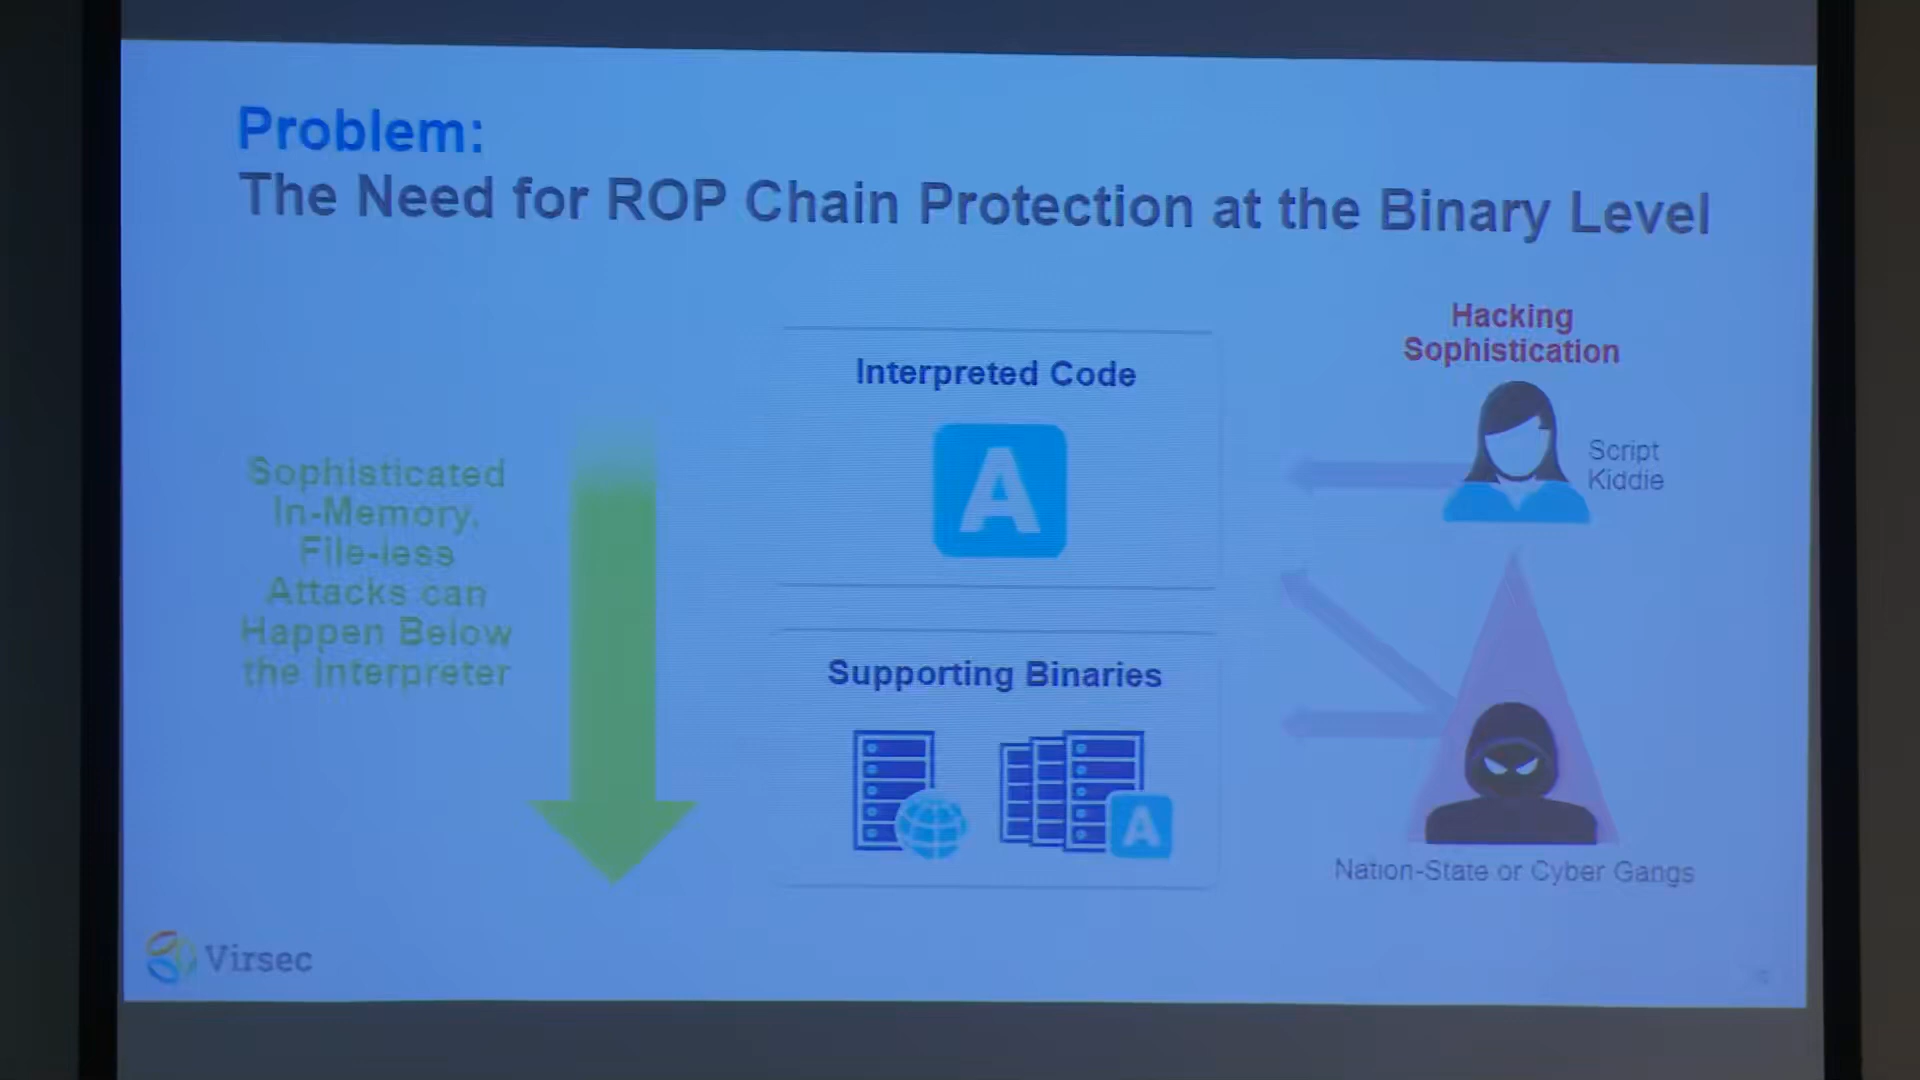 Problem:
The Need for ROP Chain Protection at the Binary Level
Sophisticated
In-Memory,
File-less
Attacks can
Happen Below
the Interpreter
Interpreted Code
A
Supporting Binaries
A
Hacking
Sophistication
Script
Kiddie
Nation-State or Cyber Gangs
Virsec